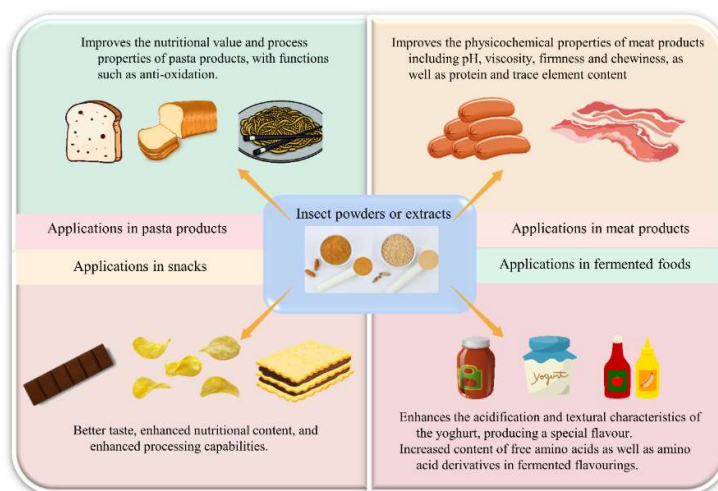 Improves the nutritional value and process
properties of pasta products, with functions
such as anti-oxidation.
Improves the physicochemical properties of meat products
including pH, viscosity, firmness and chewiness, as
well as protein and trace element content
Insect powders or extracts
Applications in pasta products
Applications in meat products
Applications in snacks
Applications in fermented foods
Yogurt
Better taste, enhanced nutritional content, and
enhanced processing capabilities.
Enhances the acidification and textural characteristics of
the yoghurt, producing a special flavour.
Increased content of free amino acids as well as amino
acid derivatives in fermented flavourings.